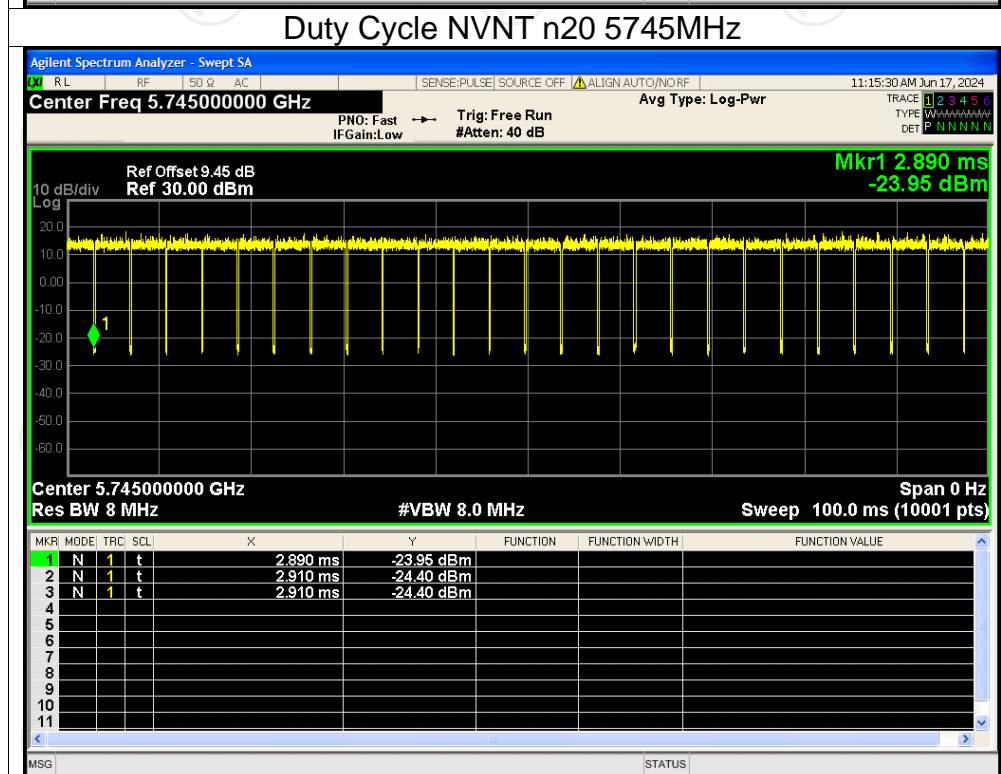 Duty Cycle NVNT n20 5745MHz
Agilent Spectrum Analyzer - Swept SA
LXI RL RF 50 Ω AC SENSE:PULSE SOURCE OFF ALIGN AUTO/NO RF 11:15:30 AM Jun 17, 2024
Center Freq 5.745000000 GHz Avg Type: Log-Pwr TRACE 1 2 3 4 5 6
PNO: Fast Trig: Free Run TYPE WWWWWW
IFGain:Low #Atten: 40 dB DET P N N N N N
Mkr1 2.890 ms
Ref Offset 9.45 dB
10 dB/div Ref 30.00 dBm -23.95 dBm
Log
20.0
10.0
0.00
-10.0
1
-20.0
-30.0
-40.0
-50.0
-60.0
Center 5.745000000 GHz Span 0 Hz
Res BW 8 MHz #VBW 8.0 MHz Sweep 100.0 ms (10001 pts)
MKR MODE TRC SCL X Y FUNCTION FUNCTION WIDTH FUNCTION VALUE
1 N 1 t 2.890 ms -23.95 dBm
2 N 1 t 2.910 ms -24.40 dBm
3 N 1 t 2.910 ms -24.40 dBm
4
5
6
7
8
9
10
11
MSG STATUS